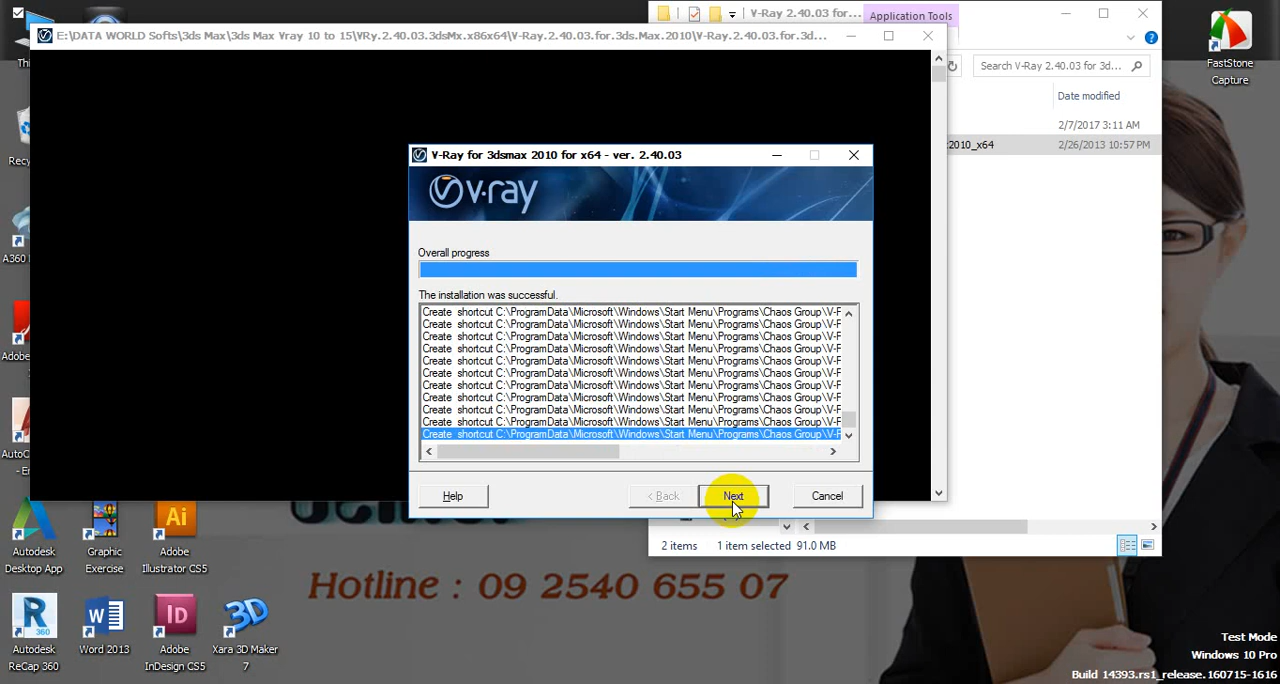 V-Ray 2.40.03 for...
Application Tools
E:\DATA WORLD Softs\3ds Max\3ds Max Vray 10 to 15\VRy.2.40.03.3dsMx.x86x64\V-Ray.2.40.03.for.3ds.Max.2010\V-Ray.2.40.03.for.3d...
Search V-Ray 2.40.03 for 3d...
FastStone
Capture
Thi
Date modified
2/7/2017 3:11 AM
2010_x64
2/26/2013 10:57 PM
Recy
V-Ray for 3dsmax 2010 for x64 - ver. 2.40.03
v·ray
Overall progress
A360
The installation was successful.
Create shortcut C:\ProgramData\Microsoft\Windows\Start Menu\Programs\Chaos Group\V-F
Create shortcut C:\ProgramData\Microsoft\Windows\Start Menu\Programs\Chaos Group\V-F
Create shortcut C:\ProgramData\Microsoft\Windows\Start Menu\Programs\Chaos Group\V-F
Create shortcut C:\ProgramData\Microsoft\Windows\Start Menu\Programs\Chaos Group\V-F
Create shortcut C:\ProgramData\Microsoft\Windows\Start Menu\Programs\Chaos Group\V-F
Create shortcut C:\ProgramData\Microsoft\Windows\Start Menu\Programs\Chaos Group\V-F
Create shortcut C:\ProgramData\Microsoft\Windows\Start Menu\Programs\Chaos Group\V-F
Create shortcut C:\ProgramData\Microsoft\Windows\Start Menu\Programs\Chaos Group\V-F
Create shortcut C:\ProgramData\Microsoft\Windows\Start Menu\Programs\Chaos Group\V-F
Create shortcut C:\ProgramData\Microsoft\Windows\Start Menu\Programs\Chaos Group\V-F
Create shortcut C:\ProgramData\Microsoft\Windows\Start Menu\Programs\Chaos Group\V-F
Adobe
AutoC
- En
Help
< Back
Next
Cancel
2 items 1 item selected 91.0 MB
Autodesk
Desktop App
Graphic
Exercise
Ai
Adobe
Illustrator CS5
Hotline : 09 2540 655 07
R
360
Autodesk
ReCap 360
W
Word 2013
ID
Adobe
InDesign CS5
3D
Xara 3D Maker
7
Test Mode
Windows 10 Pro
Build 14393.rs1_release.160715-1616